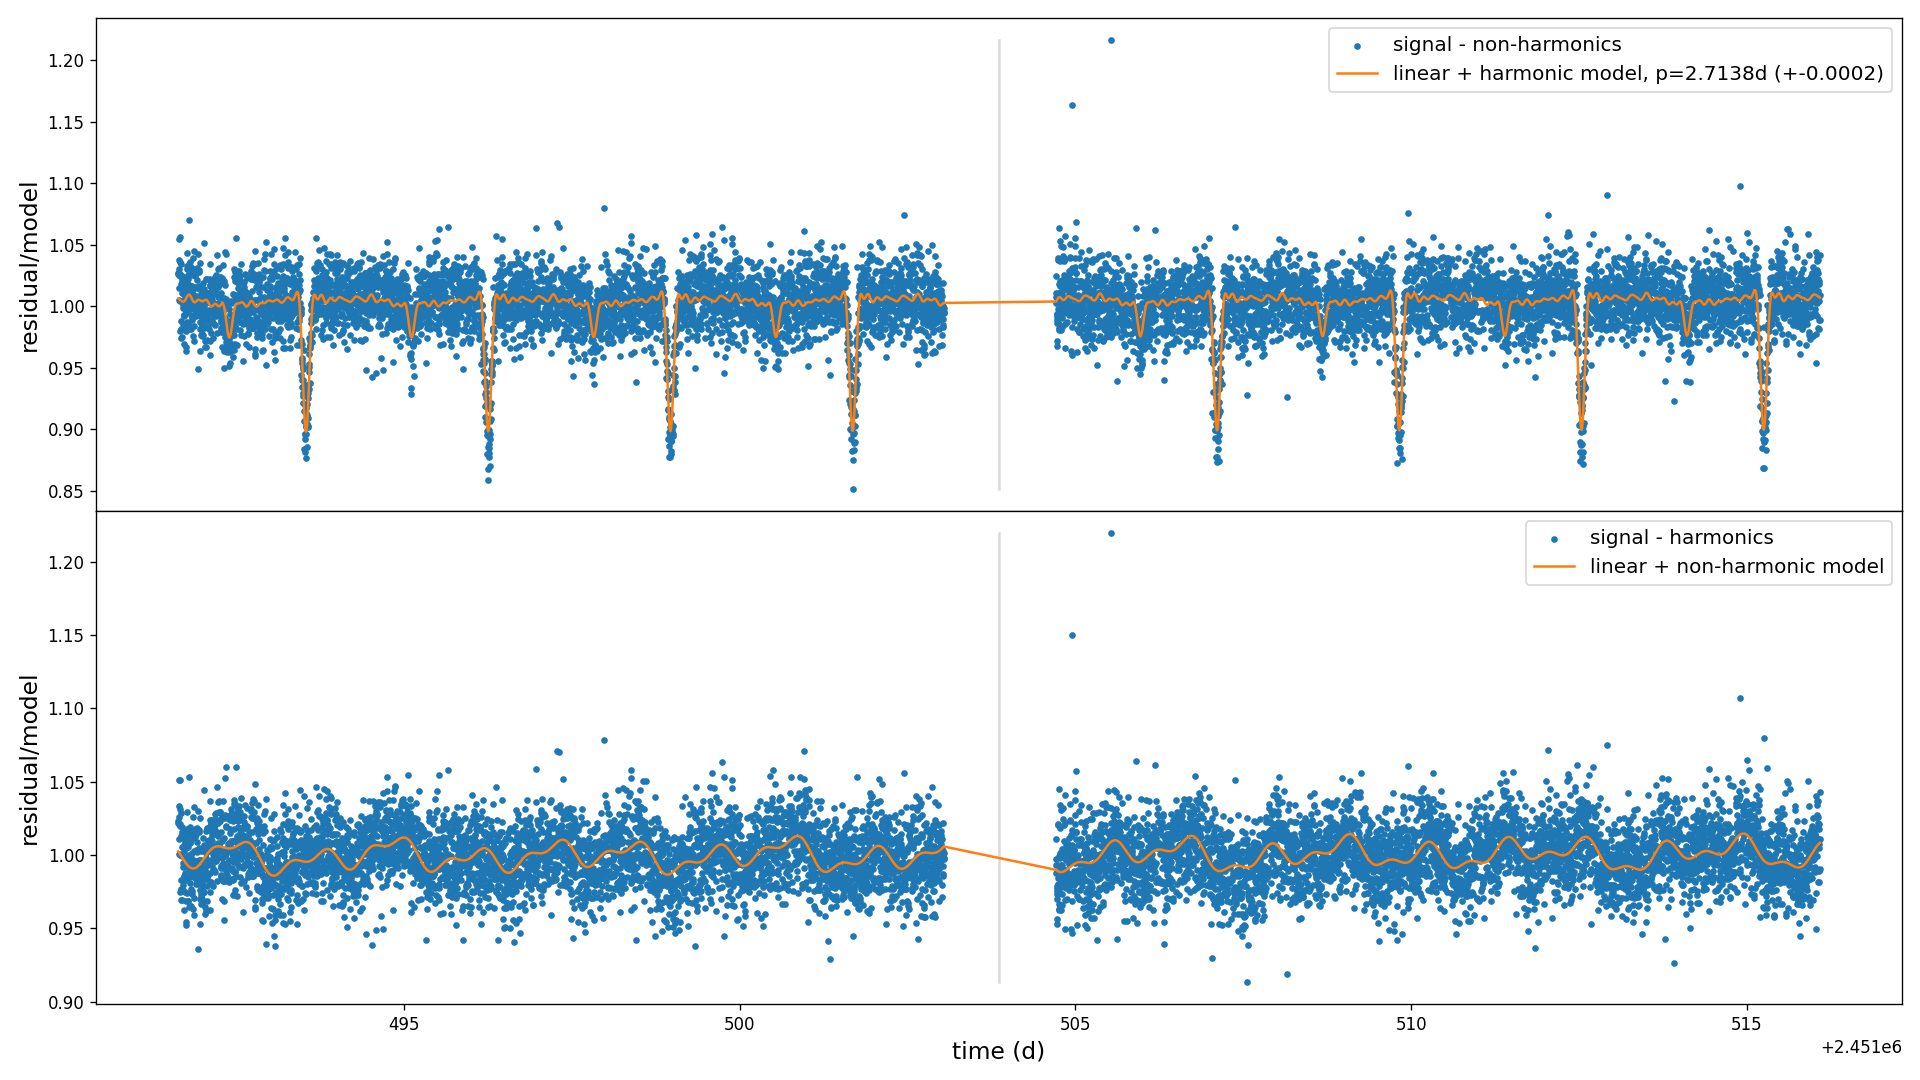 signal - non-harmonics
linear + harmonic model, p=2.7138d (+-0.0002)
residual/model
1.20
1.15
1.10
1.05
1.00
0.95
0.90
0.85
signal - harmonics
linear + non-harmonic model
residual/model
1.20
1.15
1.10
1.05
1.00
0.95
0.90
495
500
505
510
515
time (d)
+2.451e6